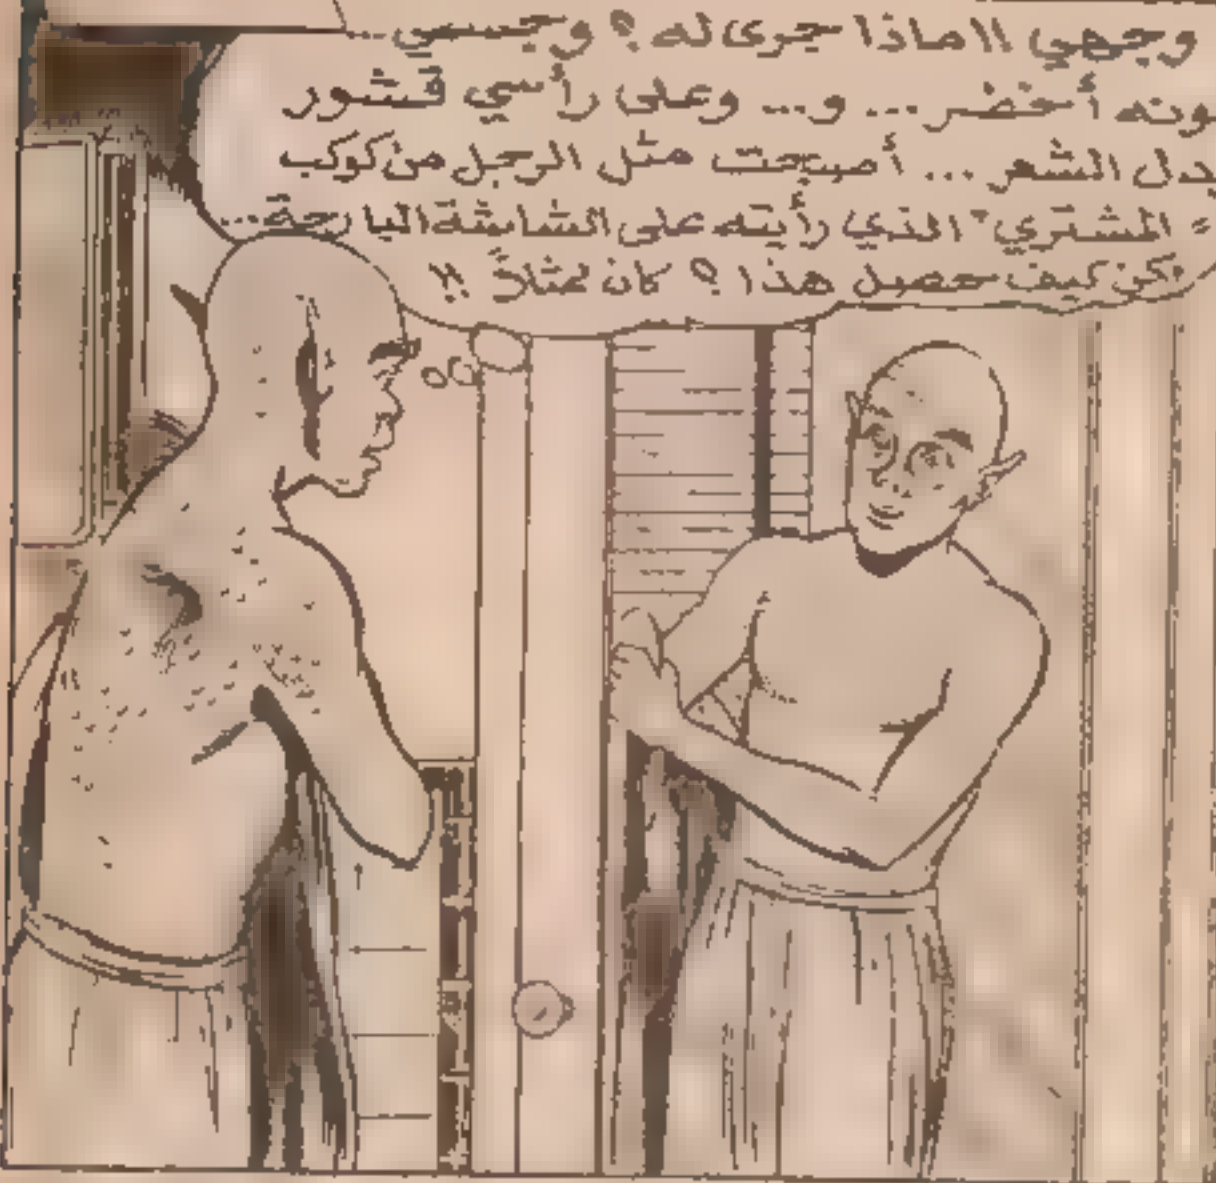 وجهي !! ماذا جرى له ؟ وجسمي ...
لونه أخضر ... و ... وعلى رأسي قشور
بدل الشعر ... أصبحت مثل الرجل من كوكب
" المشتري " الذي رأيته على الشاشة البارحة ...
لكن كيف حصل هذا ؟ كان ممثلاً !!